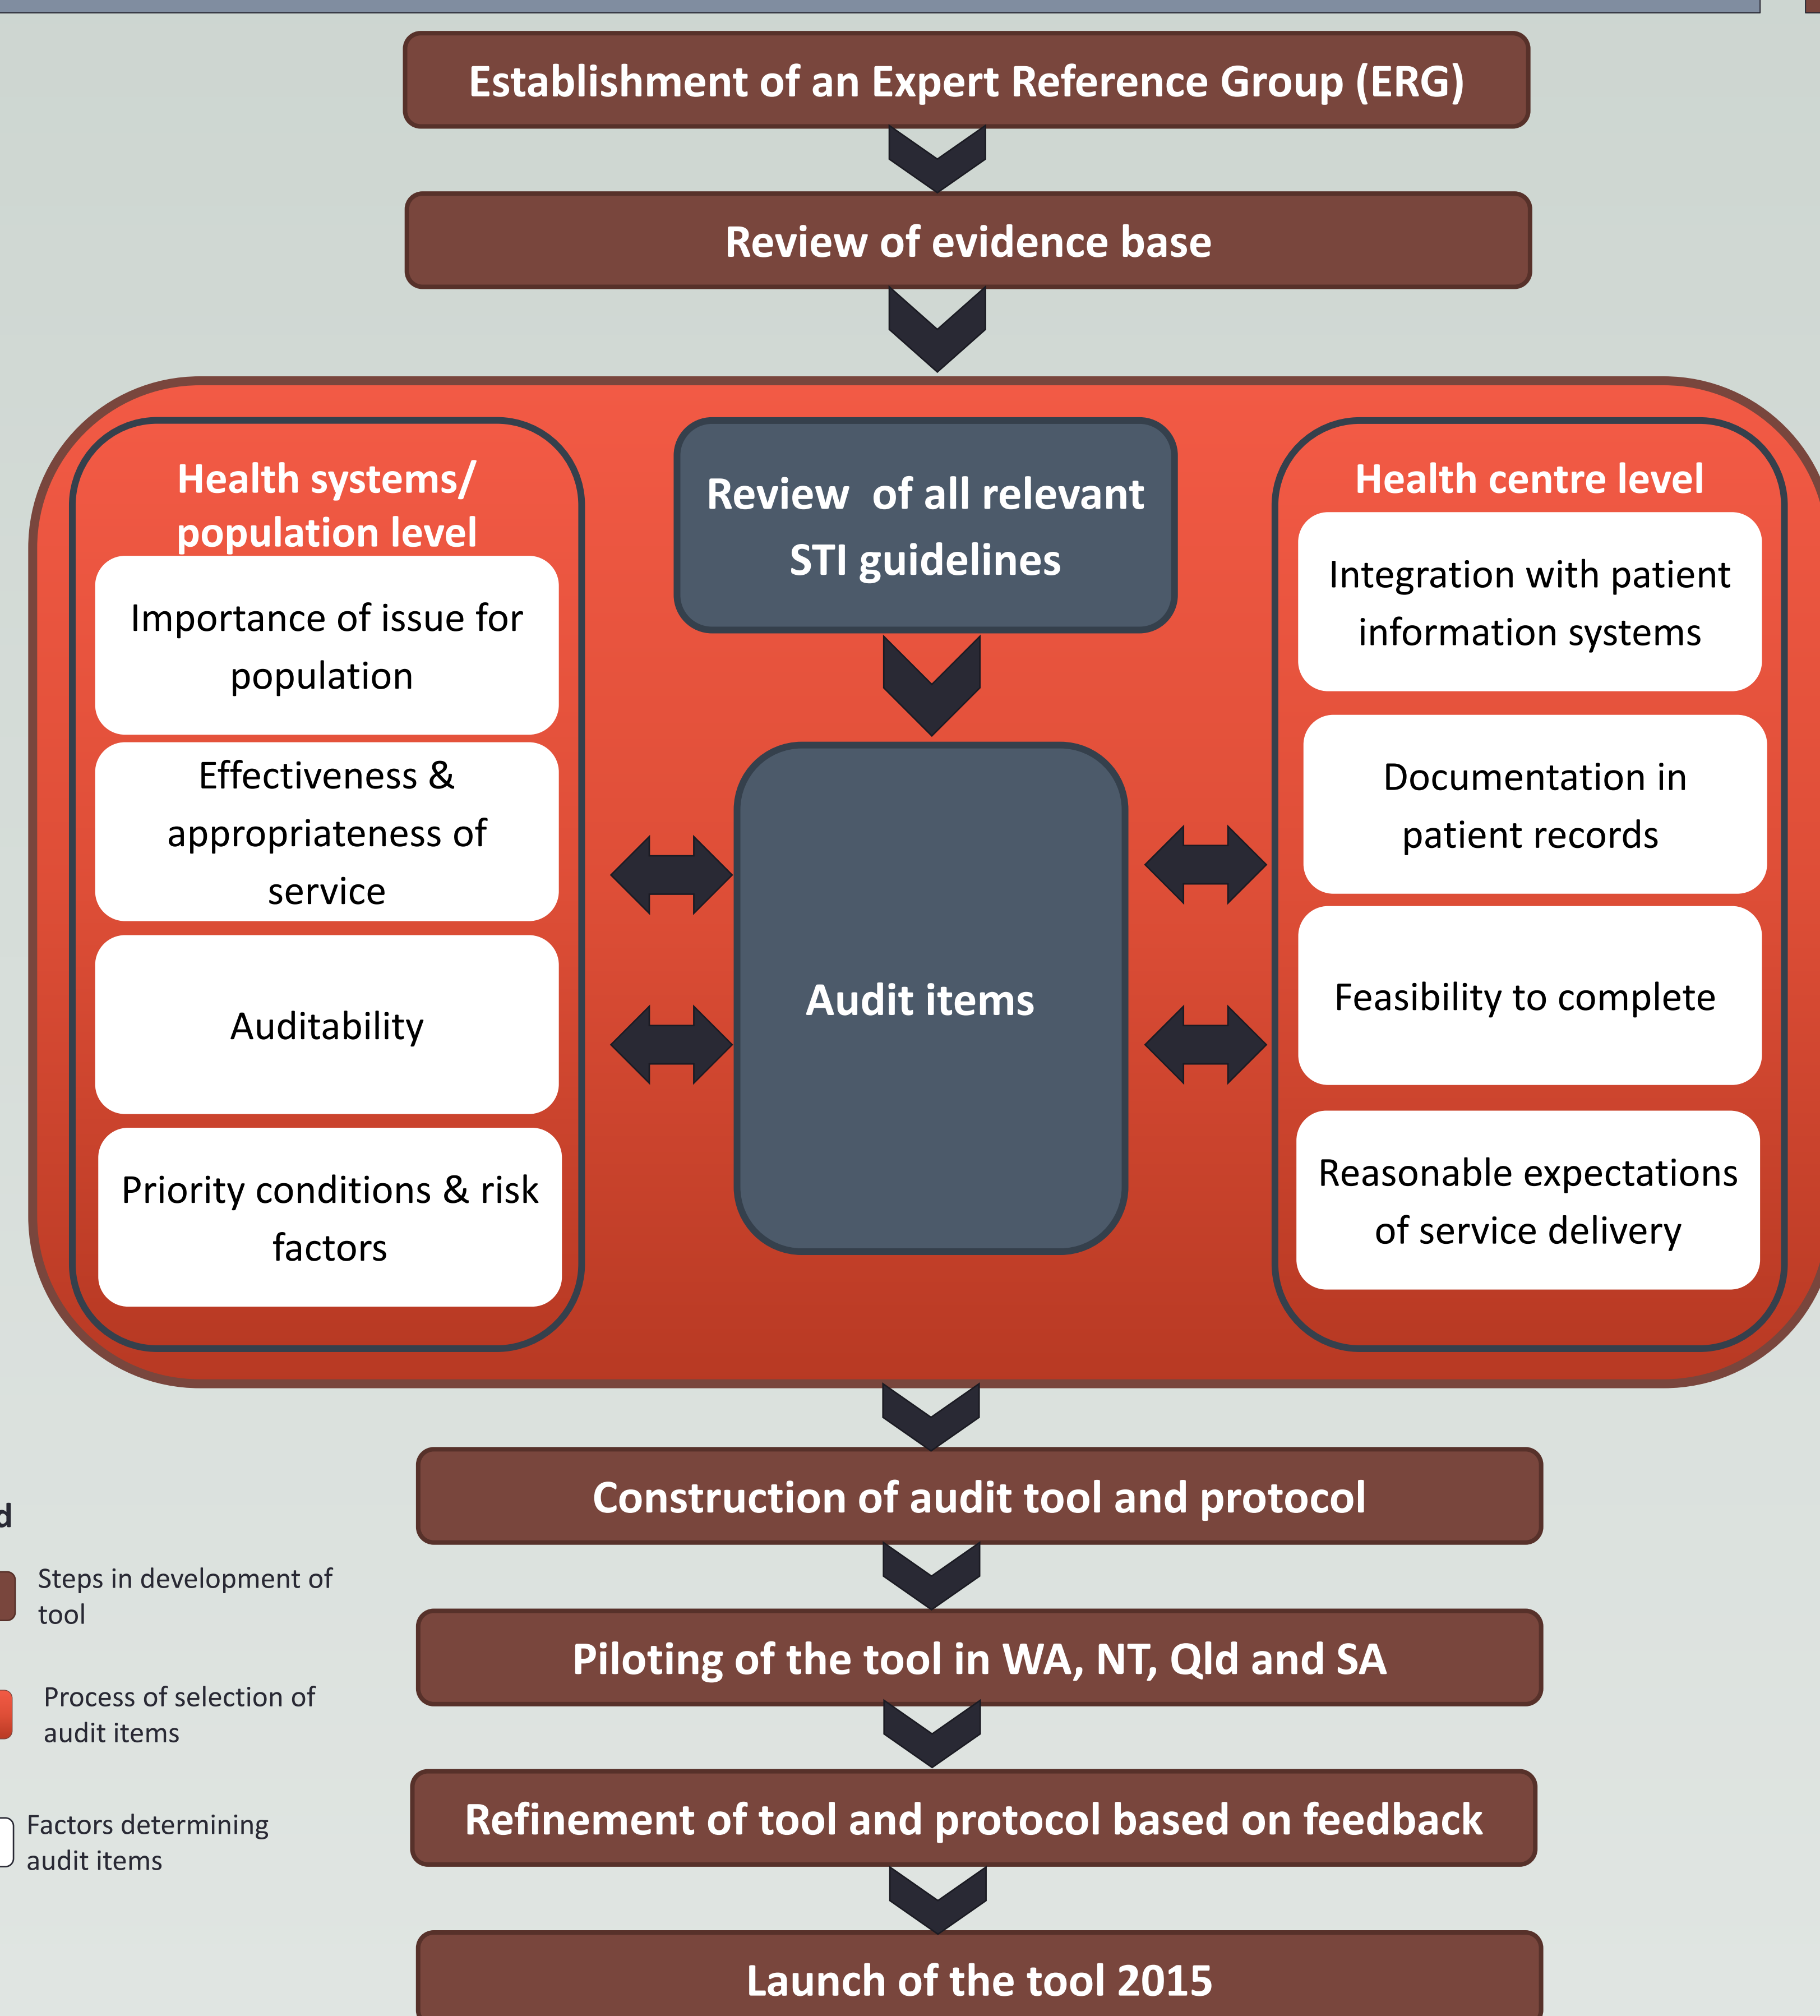 Establishment of an Expert Reference Group (ERG)
Review of evidence base
Health systems/
population level
Importance of issue for
population
Effectiveness &
appropriateness of
service
Auditability
Priority conditions & risk
factors
Review  of all relevant
STI guidelines
Audit items
Health centre level
Integration with patient
information systems
Documentation in
patient records
Feasibility to complete
Reasonable expectations
of service delivery
Construction of audit tool and protocol
Piloting of the tool in WA, NT, Qld and SA
Refinement of tool and protocol based on feedback
Launch of the tool 2015
Steps in development of
tool
Process of selection of
audit items
Factors determining
audit items